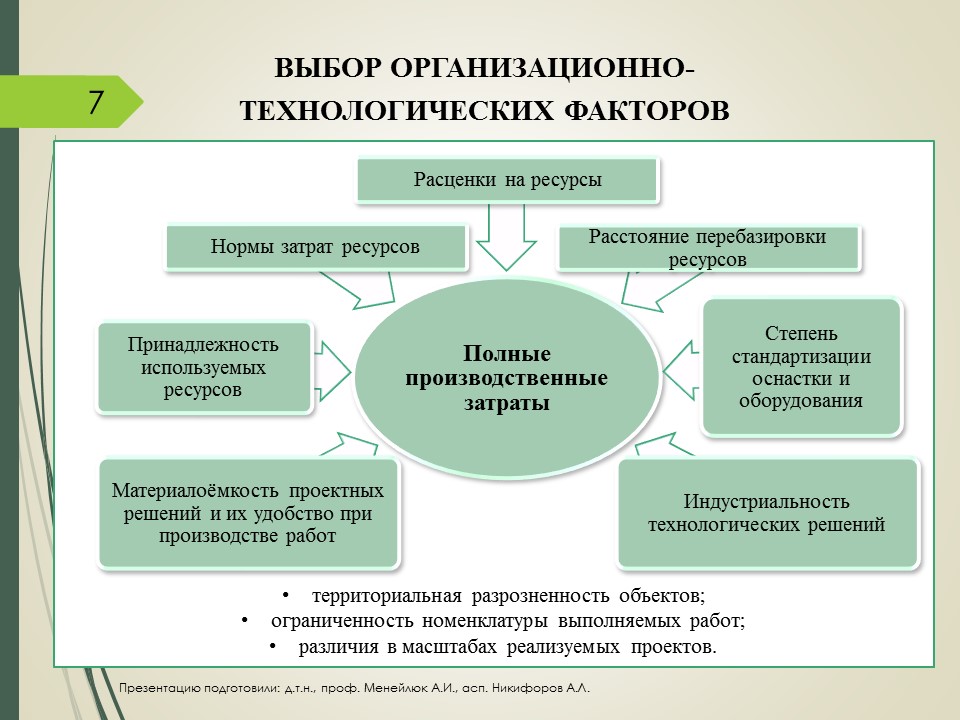 7
ВЫБОР ОРГАНИЗАЦИОННО-
ТЕХНОЛОГИЧЕСКИХ ФАКТОРОВ
Расценки на ресурсы
Нормы затрат ресурсов
Расстояние перебазировки
ресурсов
Принадлежность
используемых
ресурсов
Полные
производственные
затраты
Степень
стандартизации
оснастки и
оборудования
Материалоёмкость проектных
решений и их удобство при
производстве работ
Индустриальность
технологических решений
• территориальная разрозненность объектов;
• ограниченность номенклатуры выполняемых работ;
• различия в масштабах реализуемых проектов.
Презентацию подготовили: д.т.н., проф. Менейлюк А.И., асп. Никифоров А.Л.